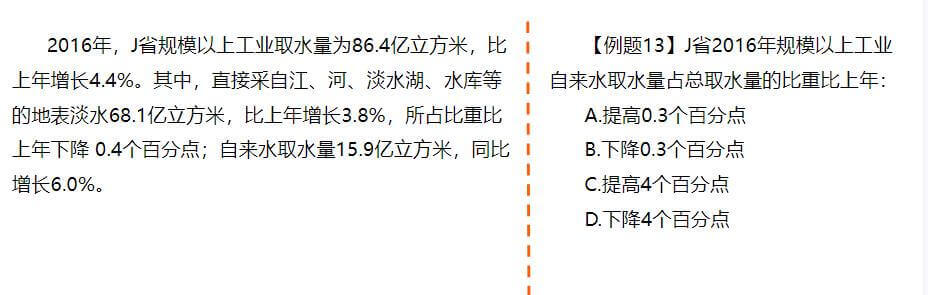 2016年，J省规模以上工业取水量为86.4亿立方米，比
上年增长4.4%。其中，直接采自江、河、淡水湖、水库等
的地表淡水68.1亿立方米，比上年增长3.8%，所占比重比
上年下降 0.4个百分点；自来水取水量15.9亿立方米，同比
增长6.0%。
【例题13】J省2016年规模以上工业
自来水取水量占总取水量的比重比上年：
A.提高0.3个百分点
B.下降0.3个百分点
C.提高4个百分点
D.下降4个百分点